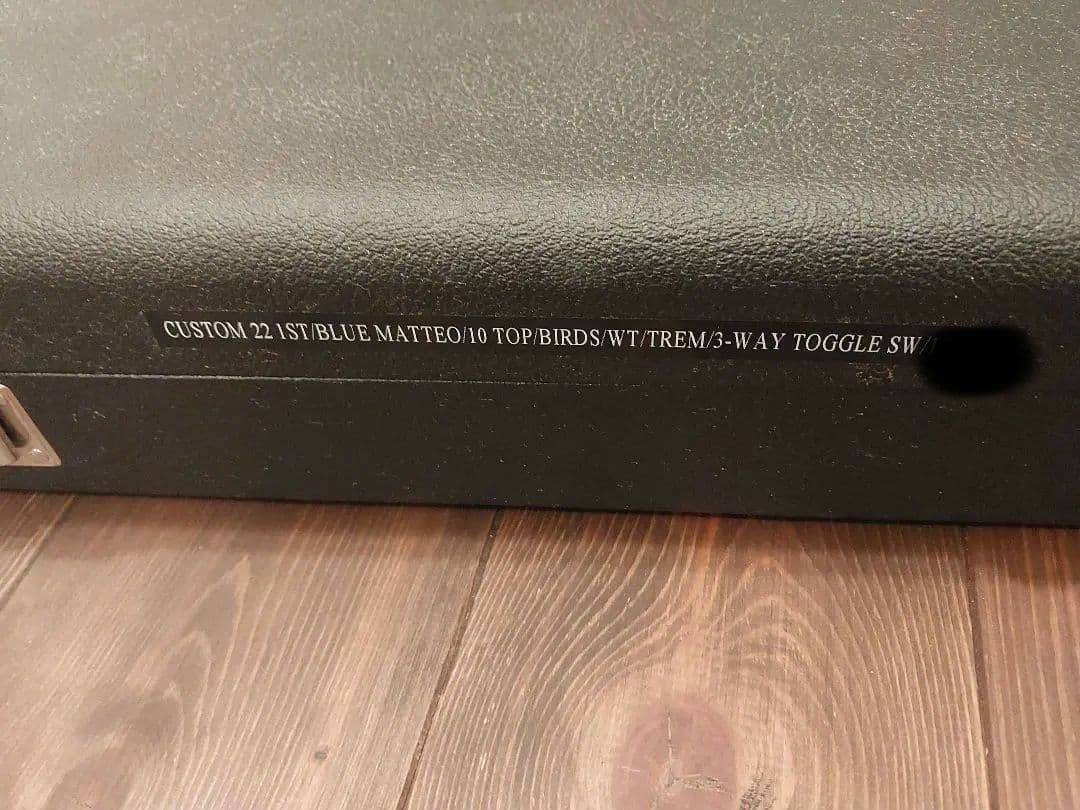 CUSTOM 22 1ST/BLUE MATTEO/10 TOP/BIRDS/WT/TREM/3-WAY TOGGLE SW/